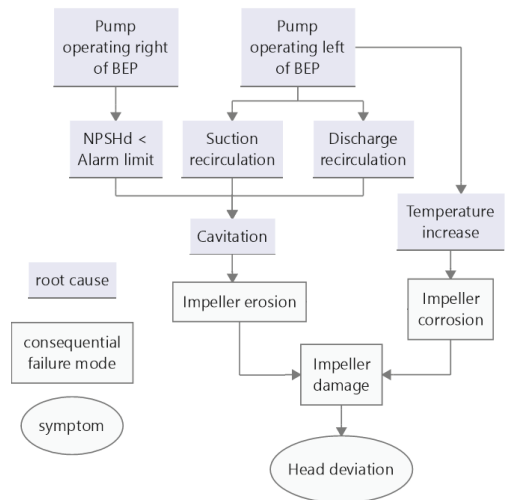 Pump
operating right
of BEP
Pump
operating left
of BEP
NPSHd <
Alarm limit
Suction
recirculation
Discharge
recirculation
Temperature
increase
Cavitation
root cause
Impeller erosion
Impeller
corrosion
consequential
failure mode
Impeller
damage
symptom
Head deviation